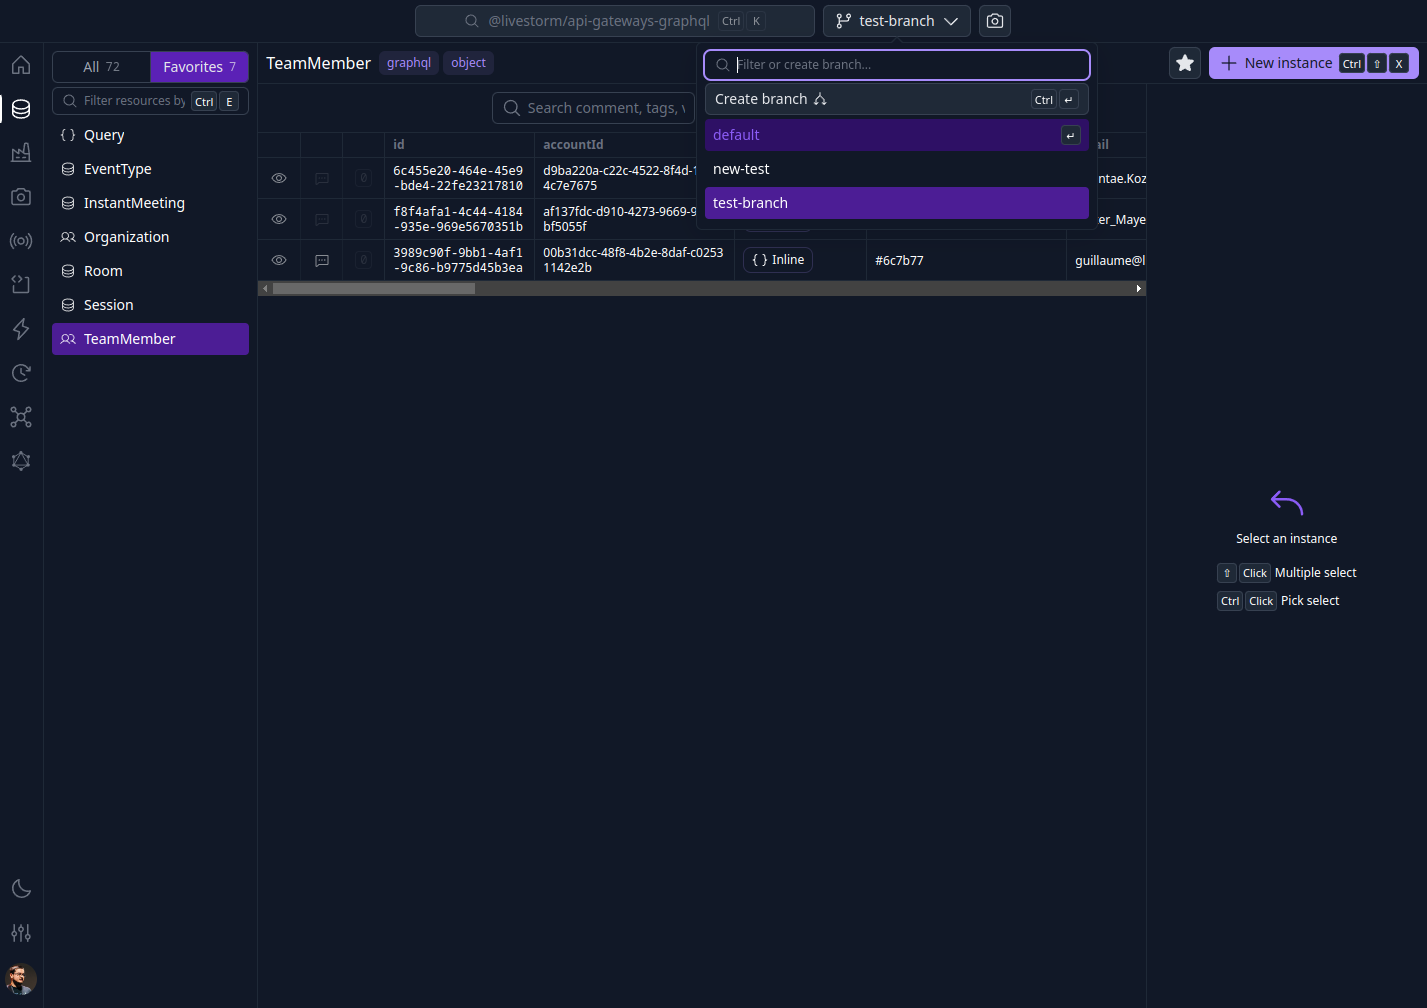 @livestorm/api-gateways-graphql Ctrl K
test-branch
All 72
Favorites 7
Filter resources by Ctrl E
Query
EventType
InstantMeeting
Organization
Room
Session
TeamMember
TeamMember graphql object
New instance Ctrl ⇧ X
Search comment, tags, v
Filter or create branch...
Create branch Ctrl ↵
default ↵
new-test
test-branch
id accountId ail
6c455e20-464e-45e9
-bde4-22fe23217810
d9ba220a-c22c-4522-8f4d-1
4c7e7675
ntae.Koz
f8f4afa1-4c44-4184
-935e-969e5670351b
af137fdc-d910-4273-9669-9
bf5055f
er_Maye
3989c90f-9bb1-4af1
-9c86-b9775d45b3ea
00b31dcc-48f8-4b2e-8daf-c0253
1142e2b
{ } Inline
#6c7b77
guillaume@l
Select an instance
⇧ Click Multiple select
Ctrl Click Pick select